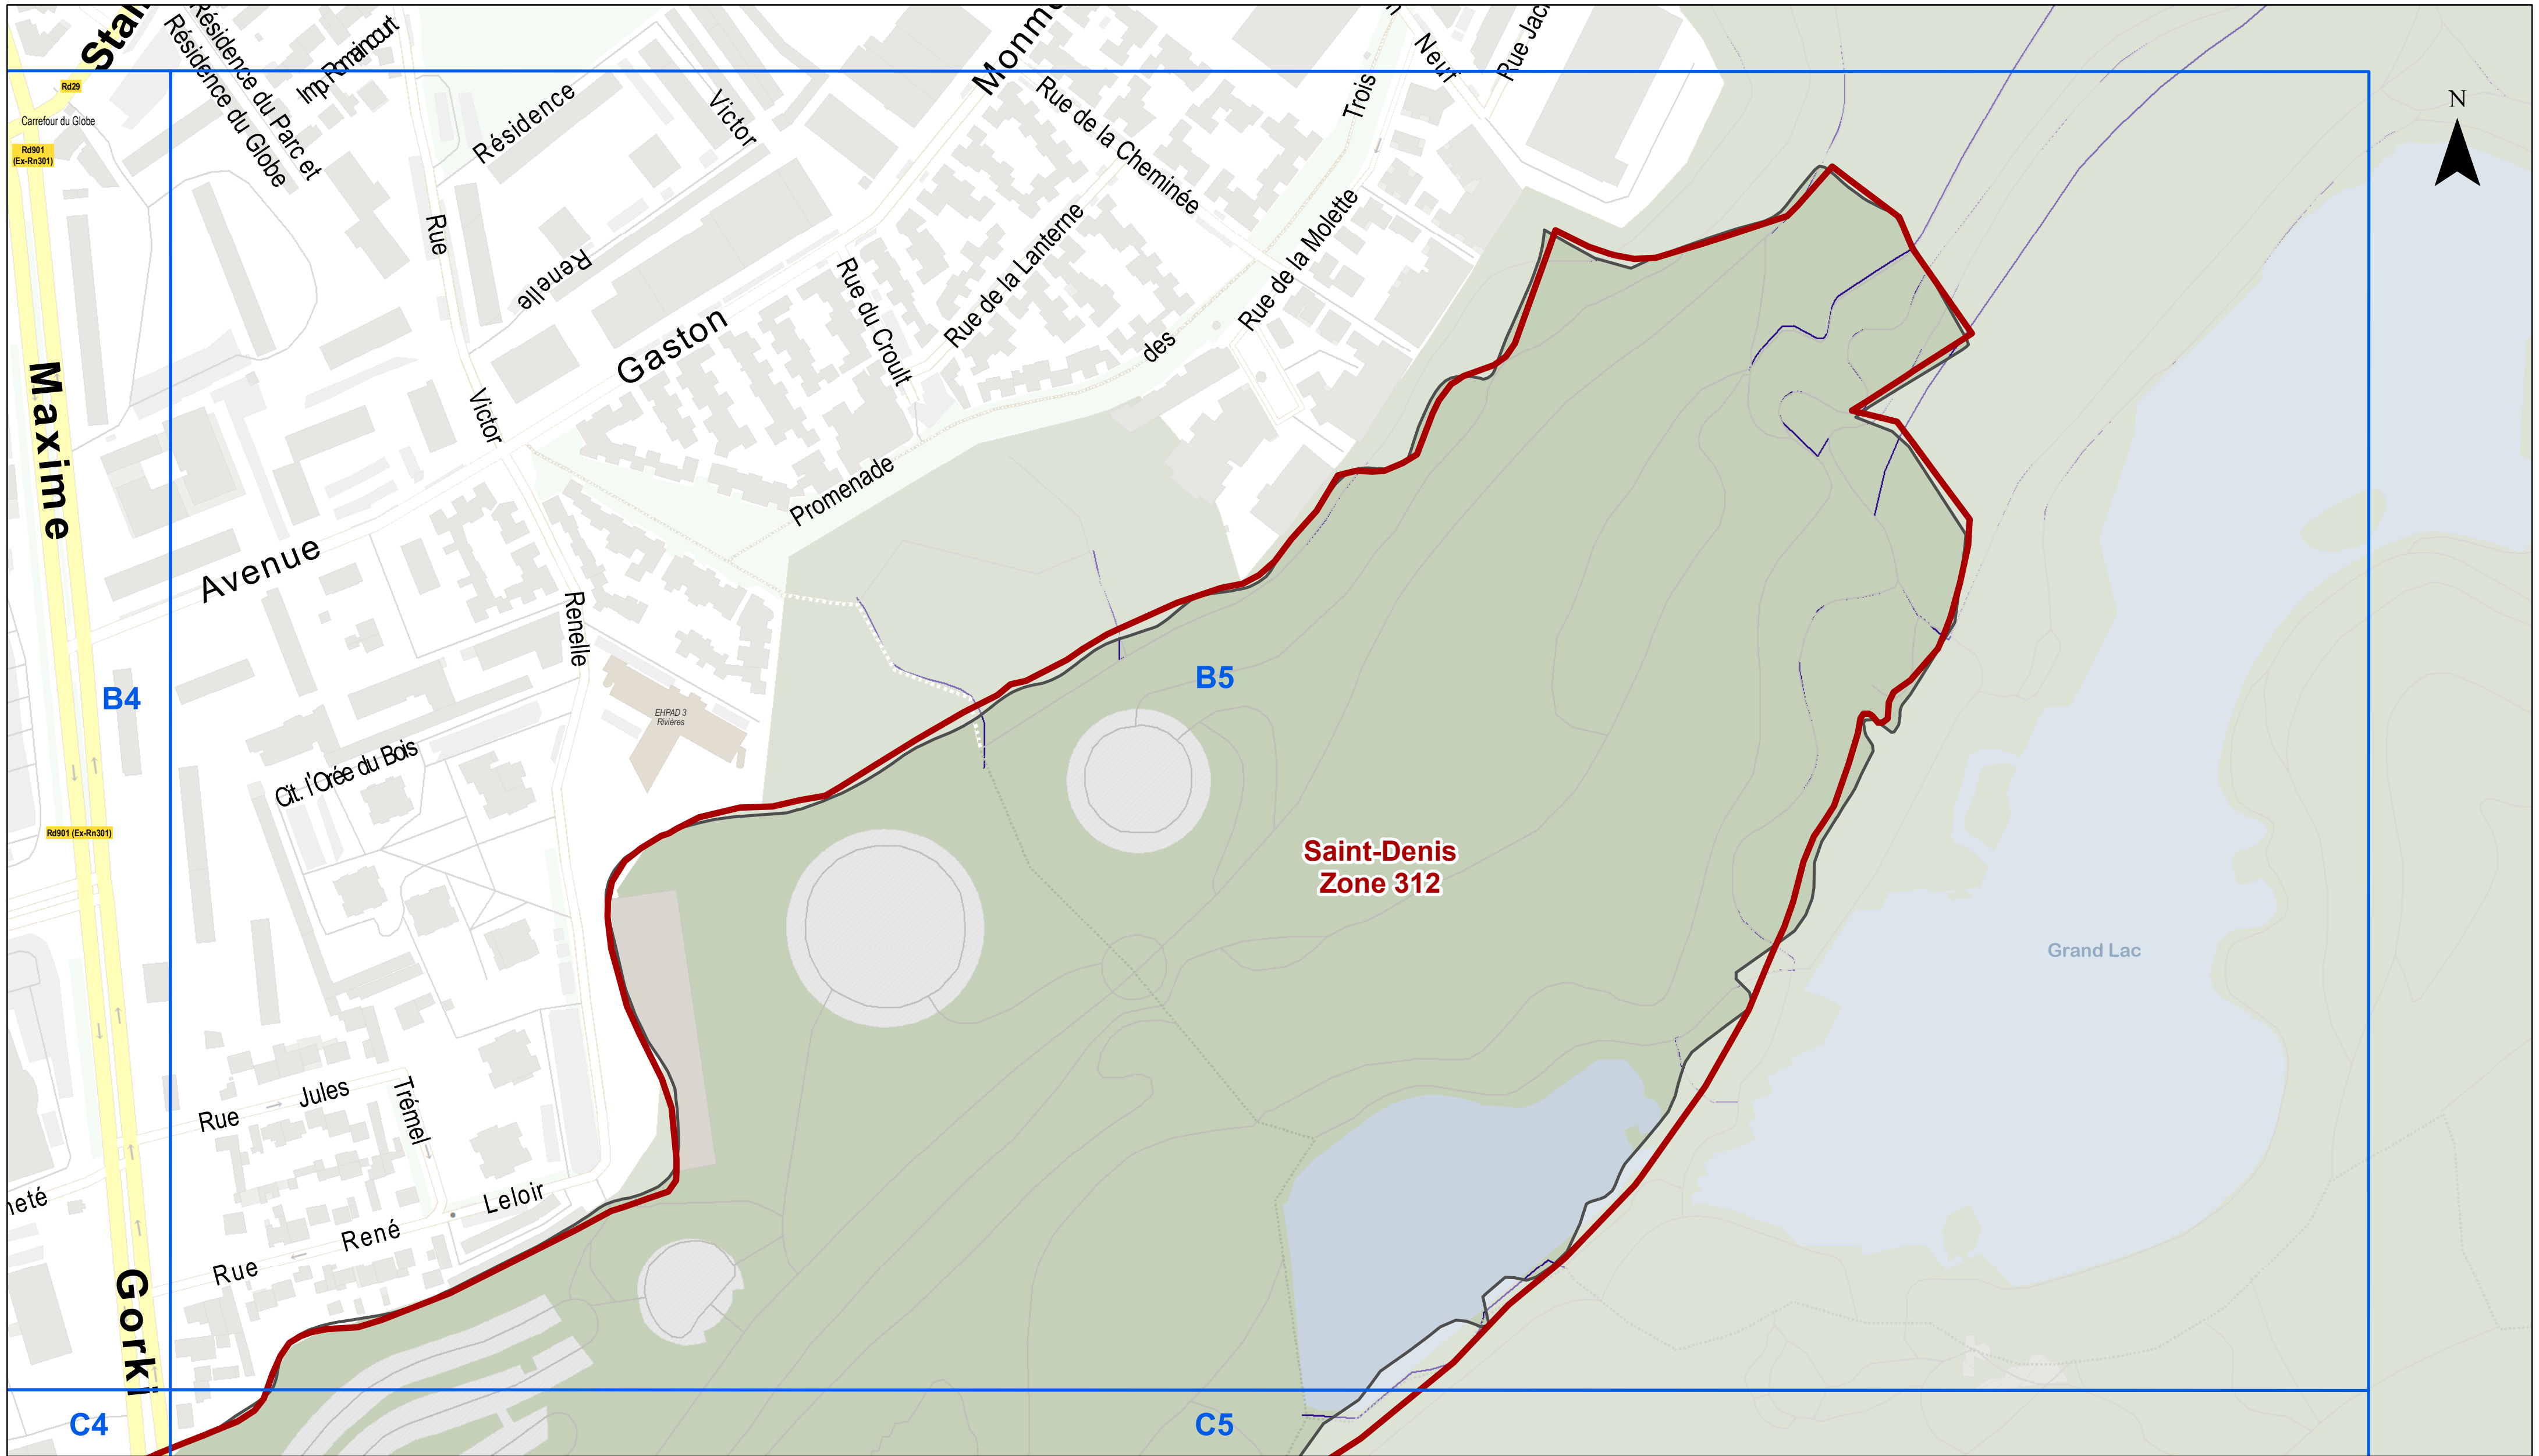 Stal
Résidence du Parc et
Résidence du Globe
Imp.Romaincourt
Monmo
Neuf
Rue Jac
Rd29
Carrefour du Globe
Rd901
(Ex-Rn301)
Résidence
Victor
Rue de la Cheminée
Trois
N
Rue
Renelle
Rue du Croult
Rue de la Lanterne
Rue de la Molette
Gaston
des
Maxime
Victor
Promenade
Avenue
Renelle
B4
B5
EHPAD 3
Rivières
Cit. l'Orée du Bois
Rd901 (Ex-Rn301)
Saint-Denis
Zone 312
Grand Lac
Rue
Jules
Trémel
neté
Leloir
René
Rue
Gorki
C4
C5